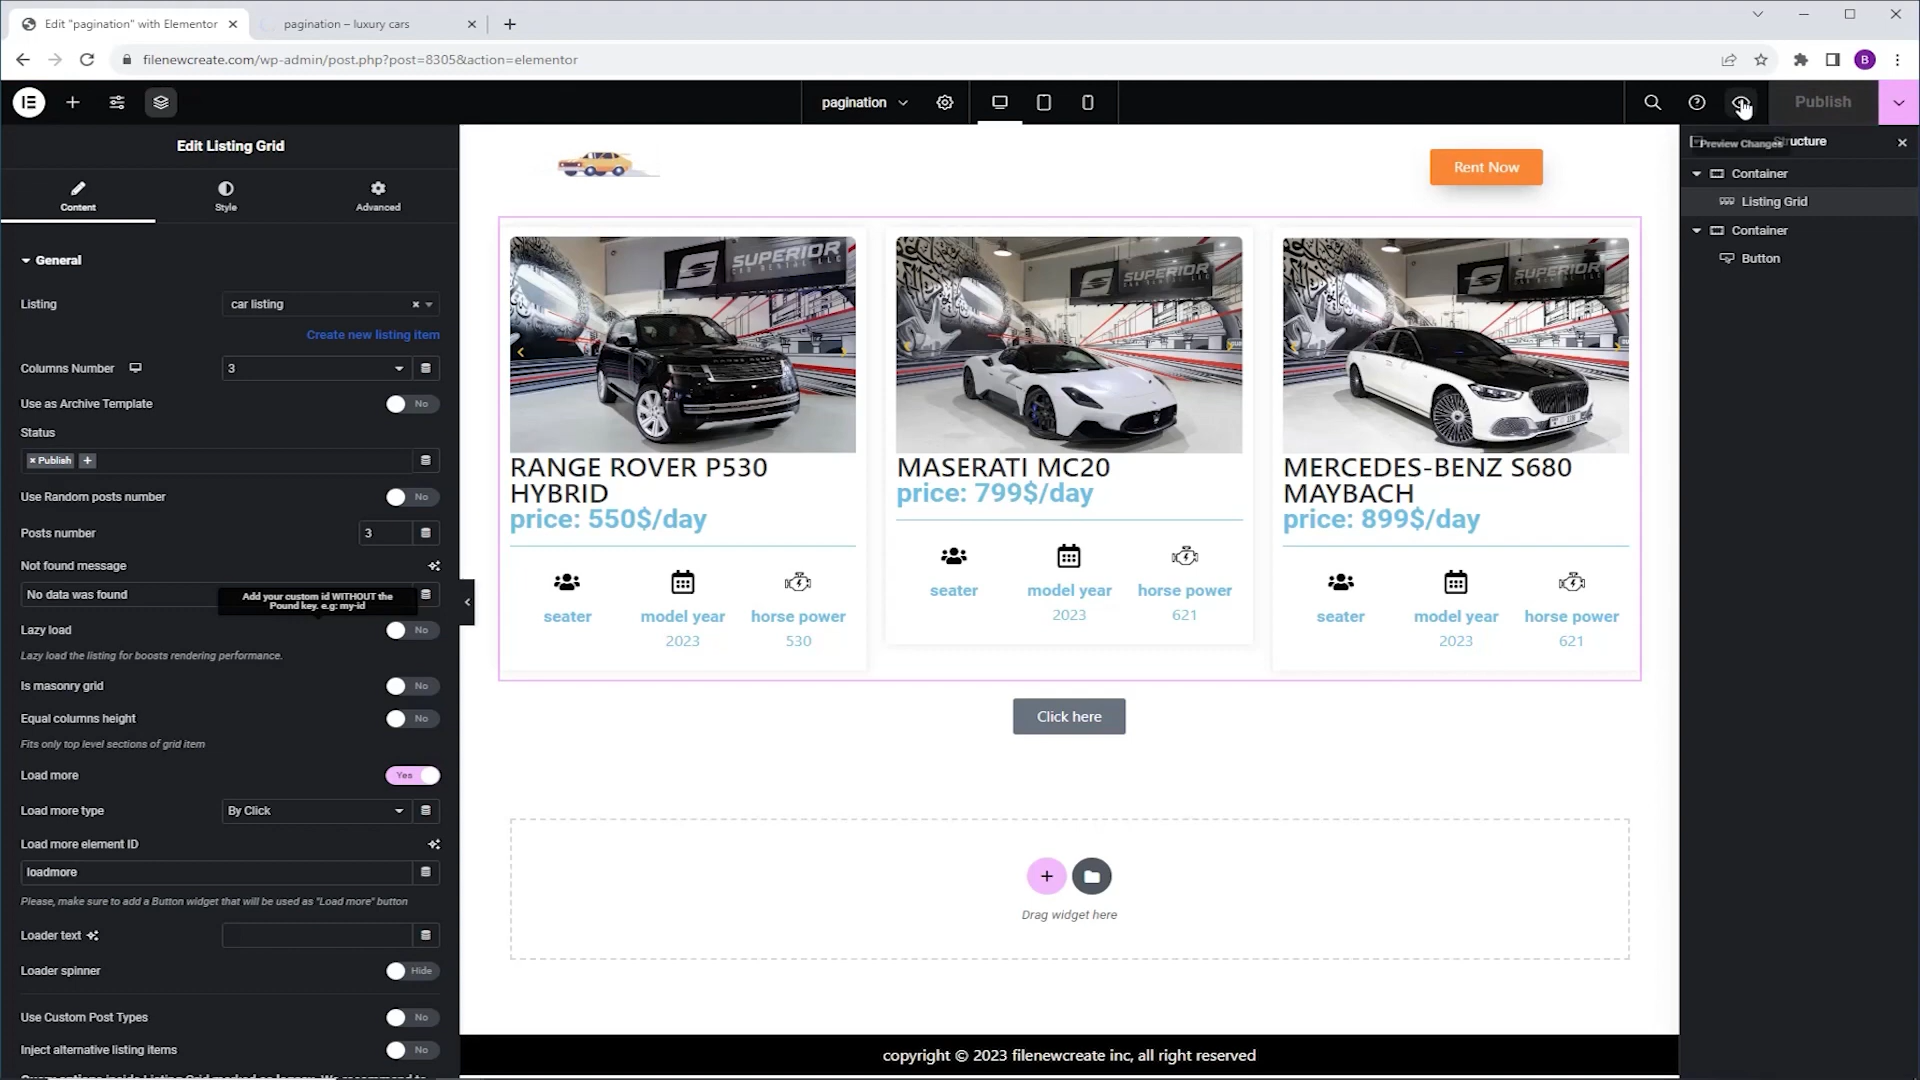 Edit "pagination" with Elementor
pagination – luxury cars
filenewcreate.com/wp-admin/post.php?post=8305&action=elementor
B
pagination
Publish
Edit Listing Grid
Content
Style
Advanced
General
Listing
car listing
Create new listing item
Columns Number
3
Use as Archive Template
No
Status
× Publish
Use Random posts number
No
Posts number
3
Not found message
No data was found
Add your custom id WITHOUT the
Pound key. e.g: my-id
Lazy load
No
Lazy load the listing for boosts rendering performance.
Is masonry grid
No
Equal columns height
No
Fits only top level sections of grid item
Load more
Yes
Load more type
By Click
Load more element ID
loadmore
Please, make sure to add a Button widget that will be used as "Load more" button
Loader text
Loader spinner
Hide
Use Custom Post Types
No
Inject alternative listing items
No
Rent Now
SUPERIOR
SUPERIOR
SUPERIOR
RANGE ROVER P530
HYBRID
price: 550$/day
seater
model year
2023
horse power
530
MASERATI MC20
price: 799$/day
seater
model year
2023
horse power
621
MERCEDES-BENZ S680
MAYBACH
price: 899$/day
seater
model year
2023
horse power
621
Click here
Drag widget here
copyright © 2023 filenewcreate inc, all right reserved
Preview Changes
ructure
Container
Listing Grid
Container
Button